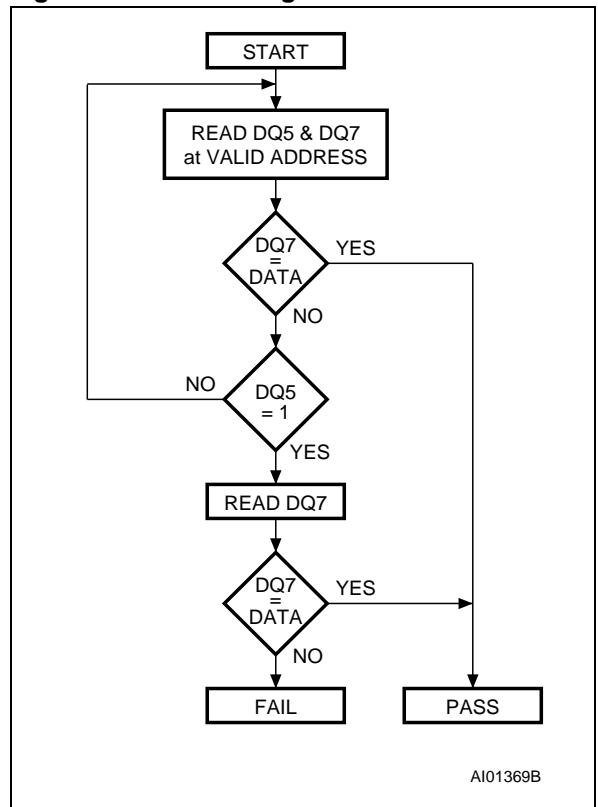 START
READ DQ5 & DQ7
at VALID ADDRESS
DQ7
=
DATA
YES
NO
DQ5
= 1
NO
YES
READ DQ7
DQ7
=
DATA
YES
NO
FAIL
PASS
AI01369B